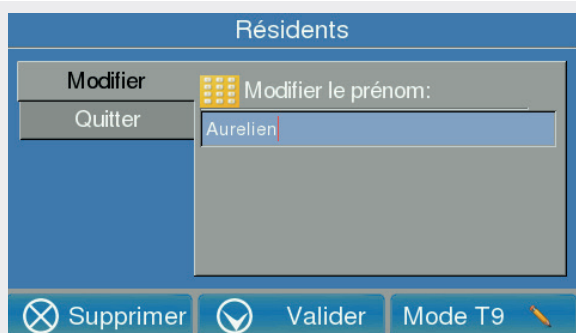 Résidents
Modifier
Quitter
Modifier le prénom:
Aurelien
Supprimer
Valider
Mode T9